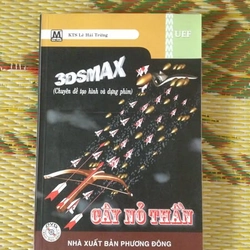 KTS Lê Hải Trừng
UEF
3DSMAX
(Chuyên đề tạo hình và dựng phim)
CÂY NỎ THẦN
NHÀ XUẤT BẢN PHƯƠNG ĐÔNG